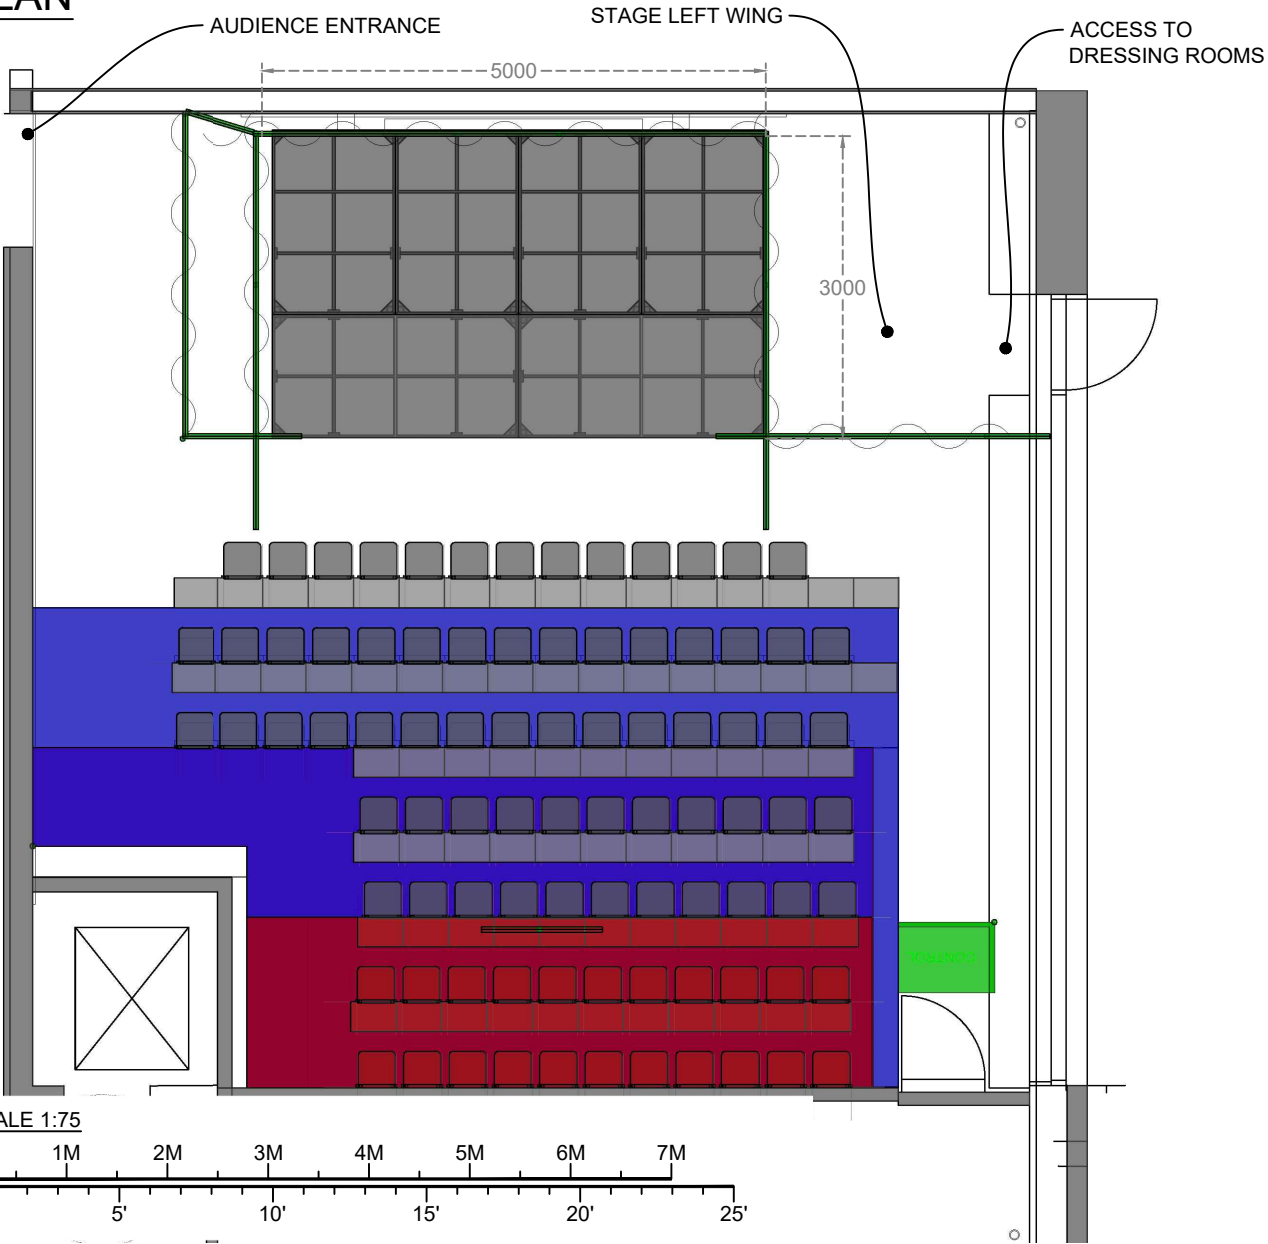 STAGE LEFT WING
AUDIENCE ENTRANCE
ACCESS TO
DRESSING ROOMS
5000
3000
1M 2M 3M 4M 5M 6M 7M
5' 10' 15' 20' 25'
1:75